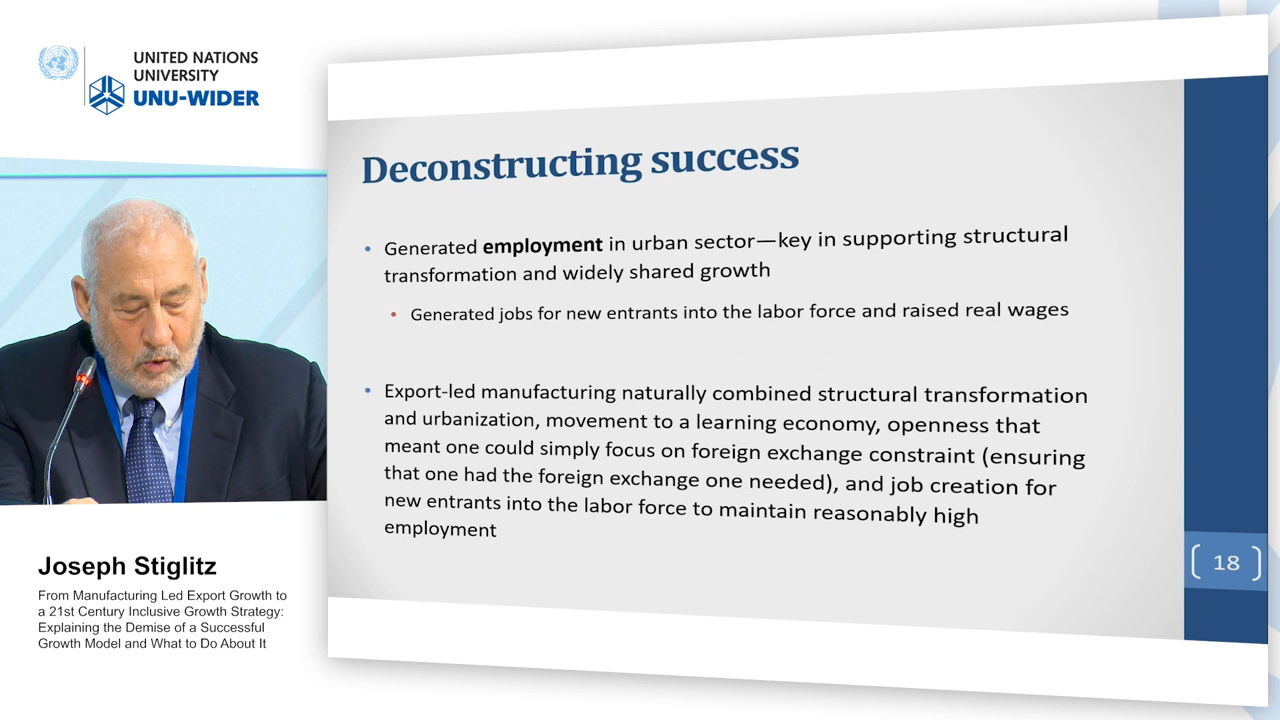 UNITED NATIONS
UNIVERSITY
UNU-WIDER
Deconstructing success
• Generated employment in urban sector—key in supporting structural
transformation and widely shared growth
• Generated jobs for new entrants into the labor force and raised real wages
• Export-led manufacturing naturally combined structural transformation
and urbanization, movement to a learning economy, openness that
meant one could simply focus on foreign exchange constraint (ensuring
that one had the foreign exchange one needed), and job creation for
new entrants into the labor force to maintain reasonably high
employment
18
Joseph Stiglitz
From Manufacturing Led Export Growth to
a 21st Century Inclusive Growth Strategy:
Explaining the Demise of a Successful
Growth Model and What to Do About It